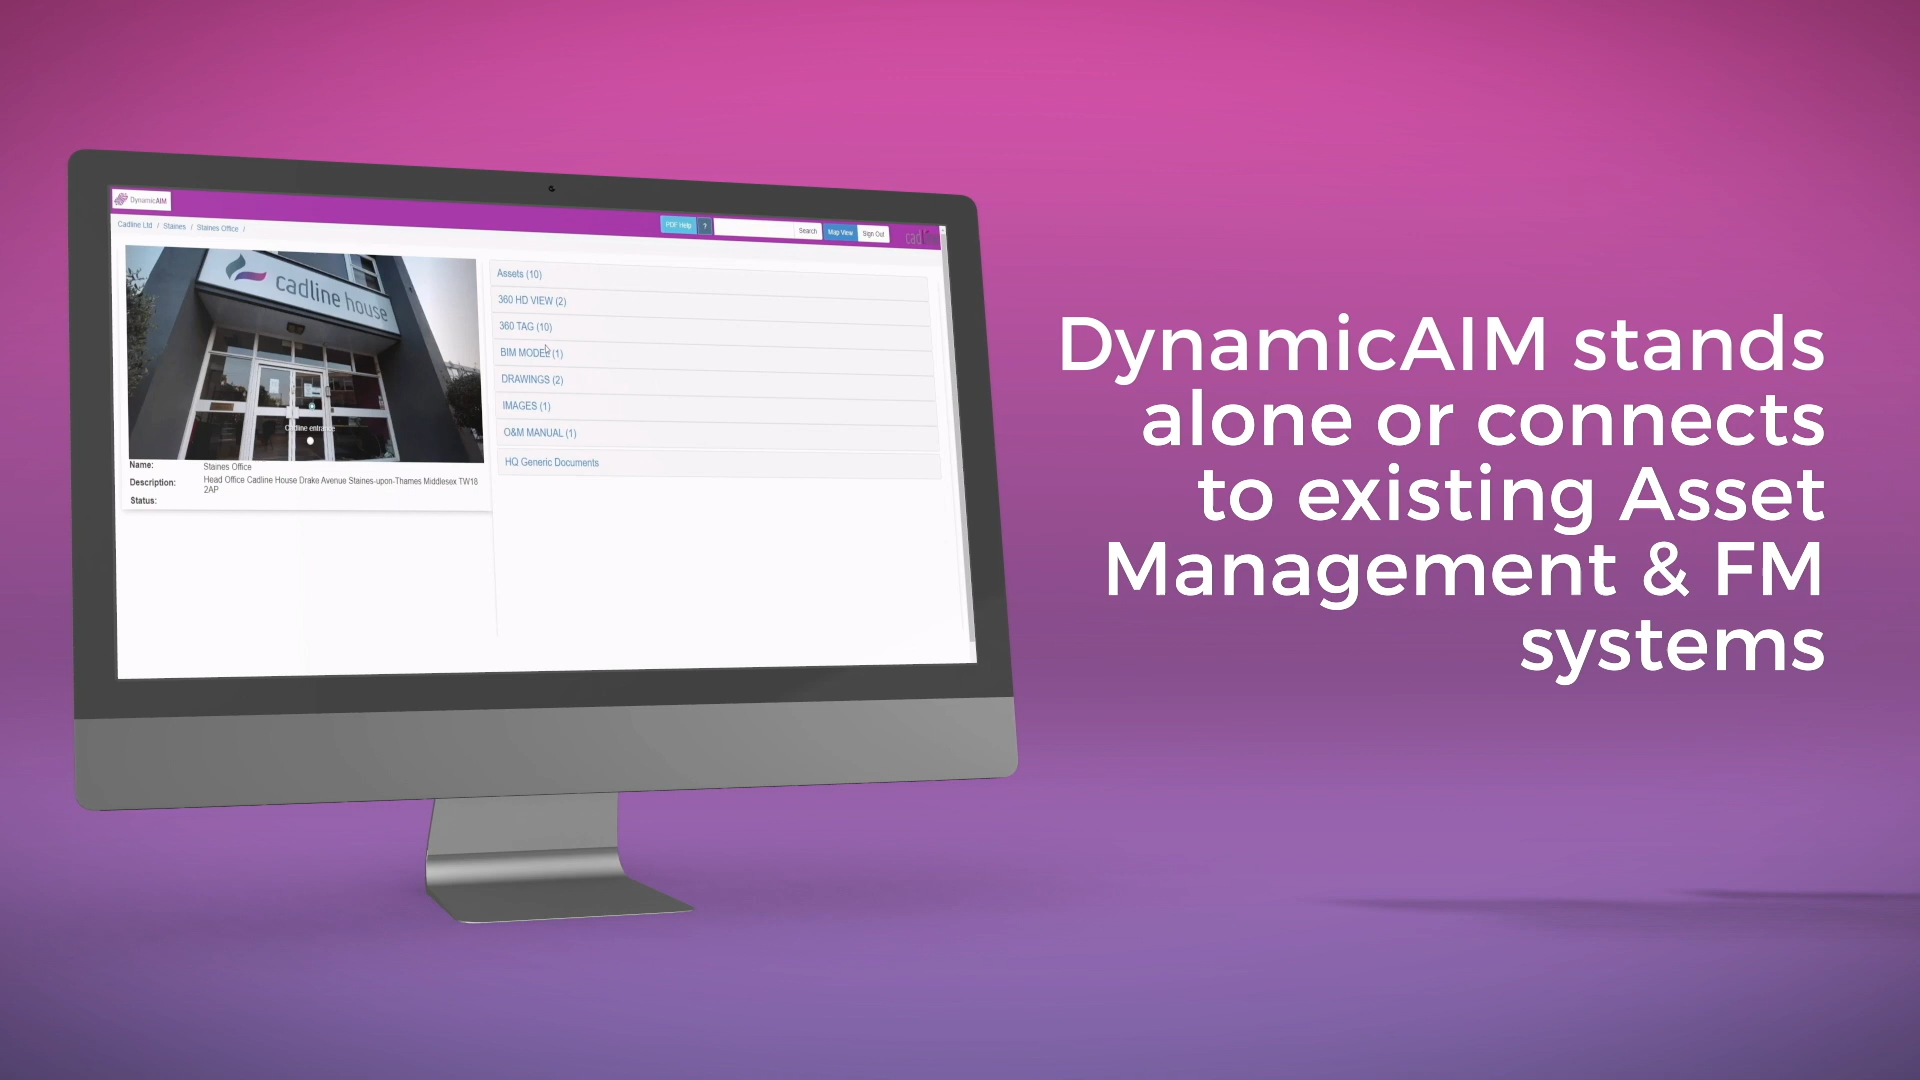 DynamicAIM
Cadline Ltd / Staines / Staines Office /
PDF Help ? Search Map View Sign Out
cadline house
Cadline entrance
Name: Staines Office
Description: Head Office Cadline House Drake Avenue Staines-upon-Thames Middlesex TW18
2AP
Status:
Assets (10)
360 HD VIEW (2)
360 TAG (10)
BIM MODEL (1)
DRAWINGS (2)
IMAGES (1)
O&M MANUAL (1)
HQ Generic Documents
DynamicAIM stands
alone or connects
to existing Asset
Management & FM
systems